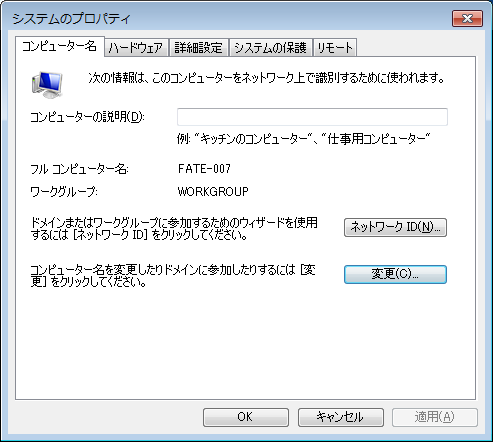 システムのプロパティ
コンピューター名 ハードウェア 詳細設定 システムの保護 リモート
次の情報は、このコンピューターをネットワーク上で識別するために使われます。
コンピューターの説明(D):
例: "キッチンのコンピューター"、"仕事用コンピューター"
フル コンピューター名: FATE-007
ワークグループ: WORKGROUP
ドメインまたはワークグループに参加するためのウィザードを使用
するには [ネットワーク ID] をクリックしてください。
ネットワーク ID(N)...
コンピューター名を変更したりドメインに参加したりするには [変
更] をクリックしてください。
変更(C)...
OK キャンセル 適用(A)